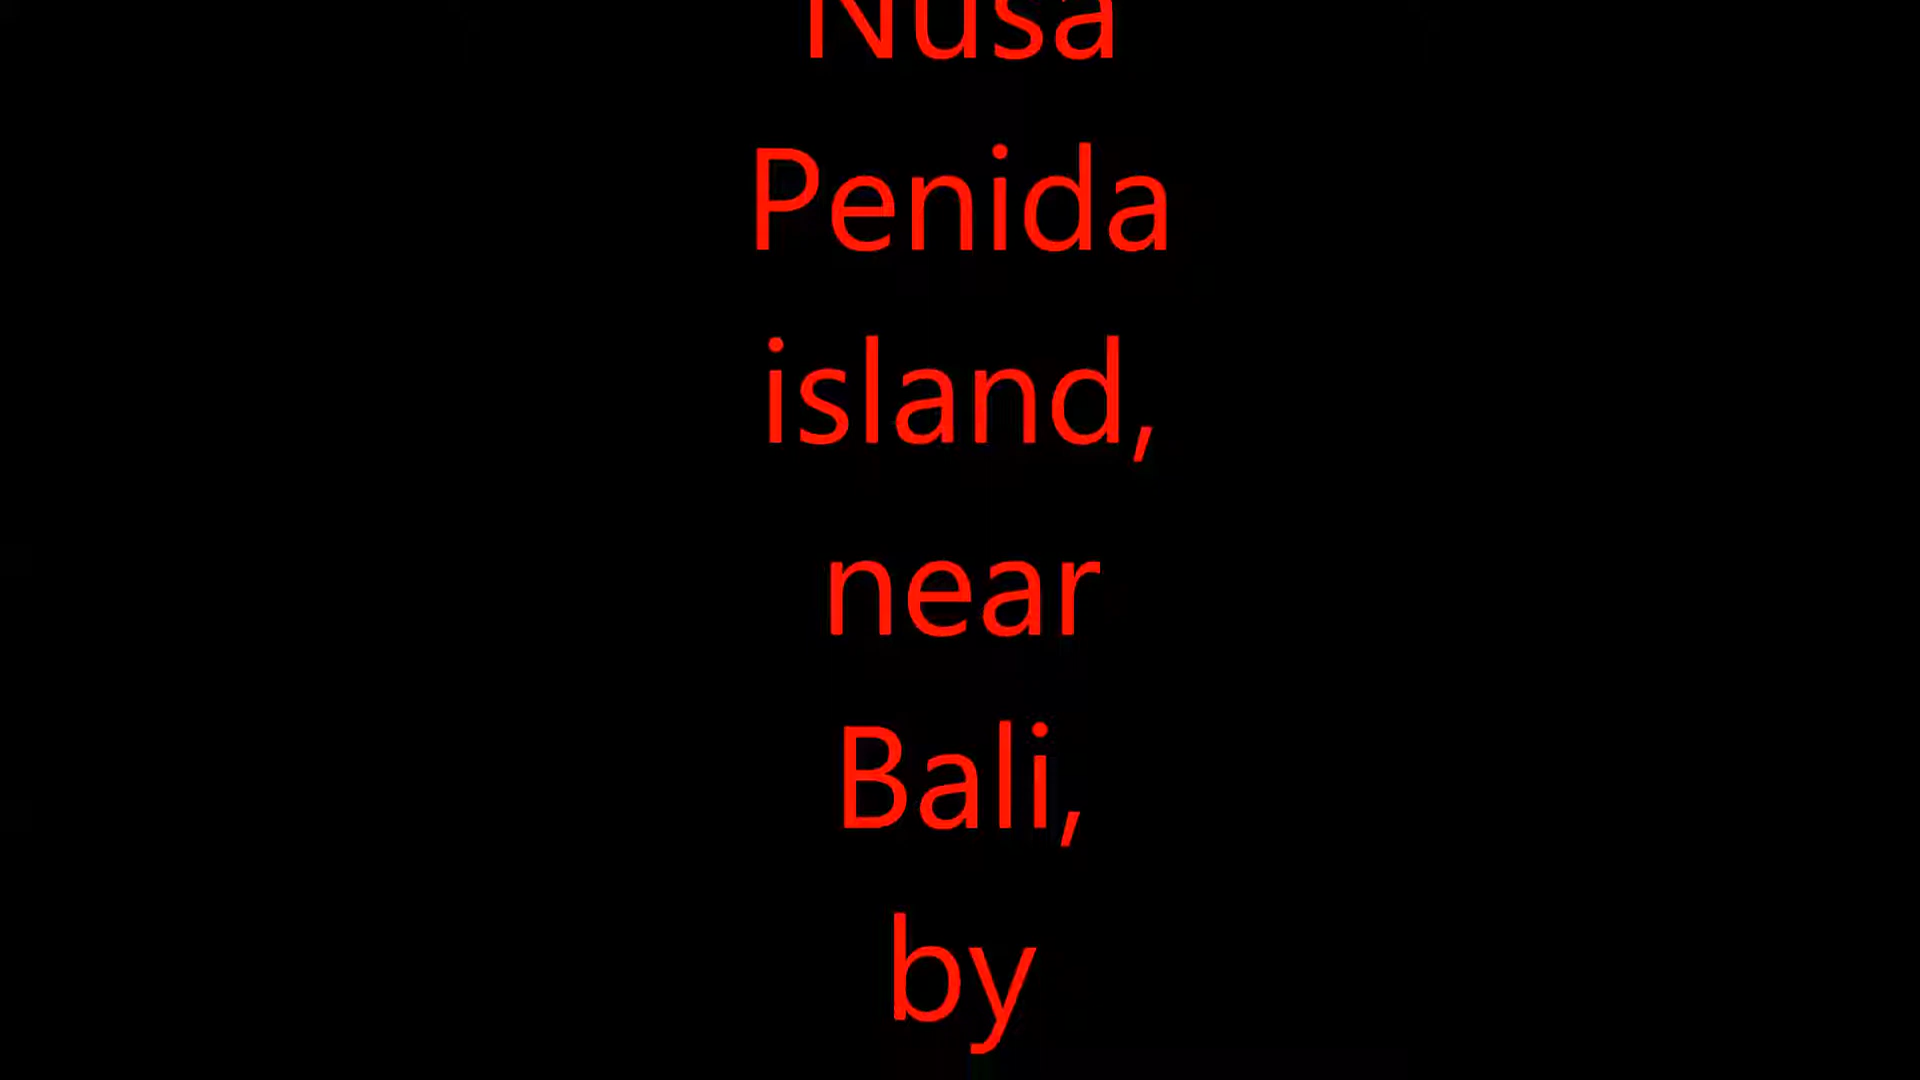 Nusa
Penida
island,
near
Bali,
by